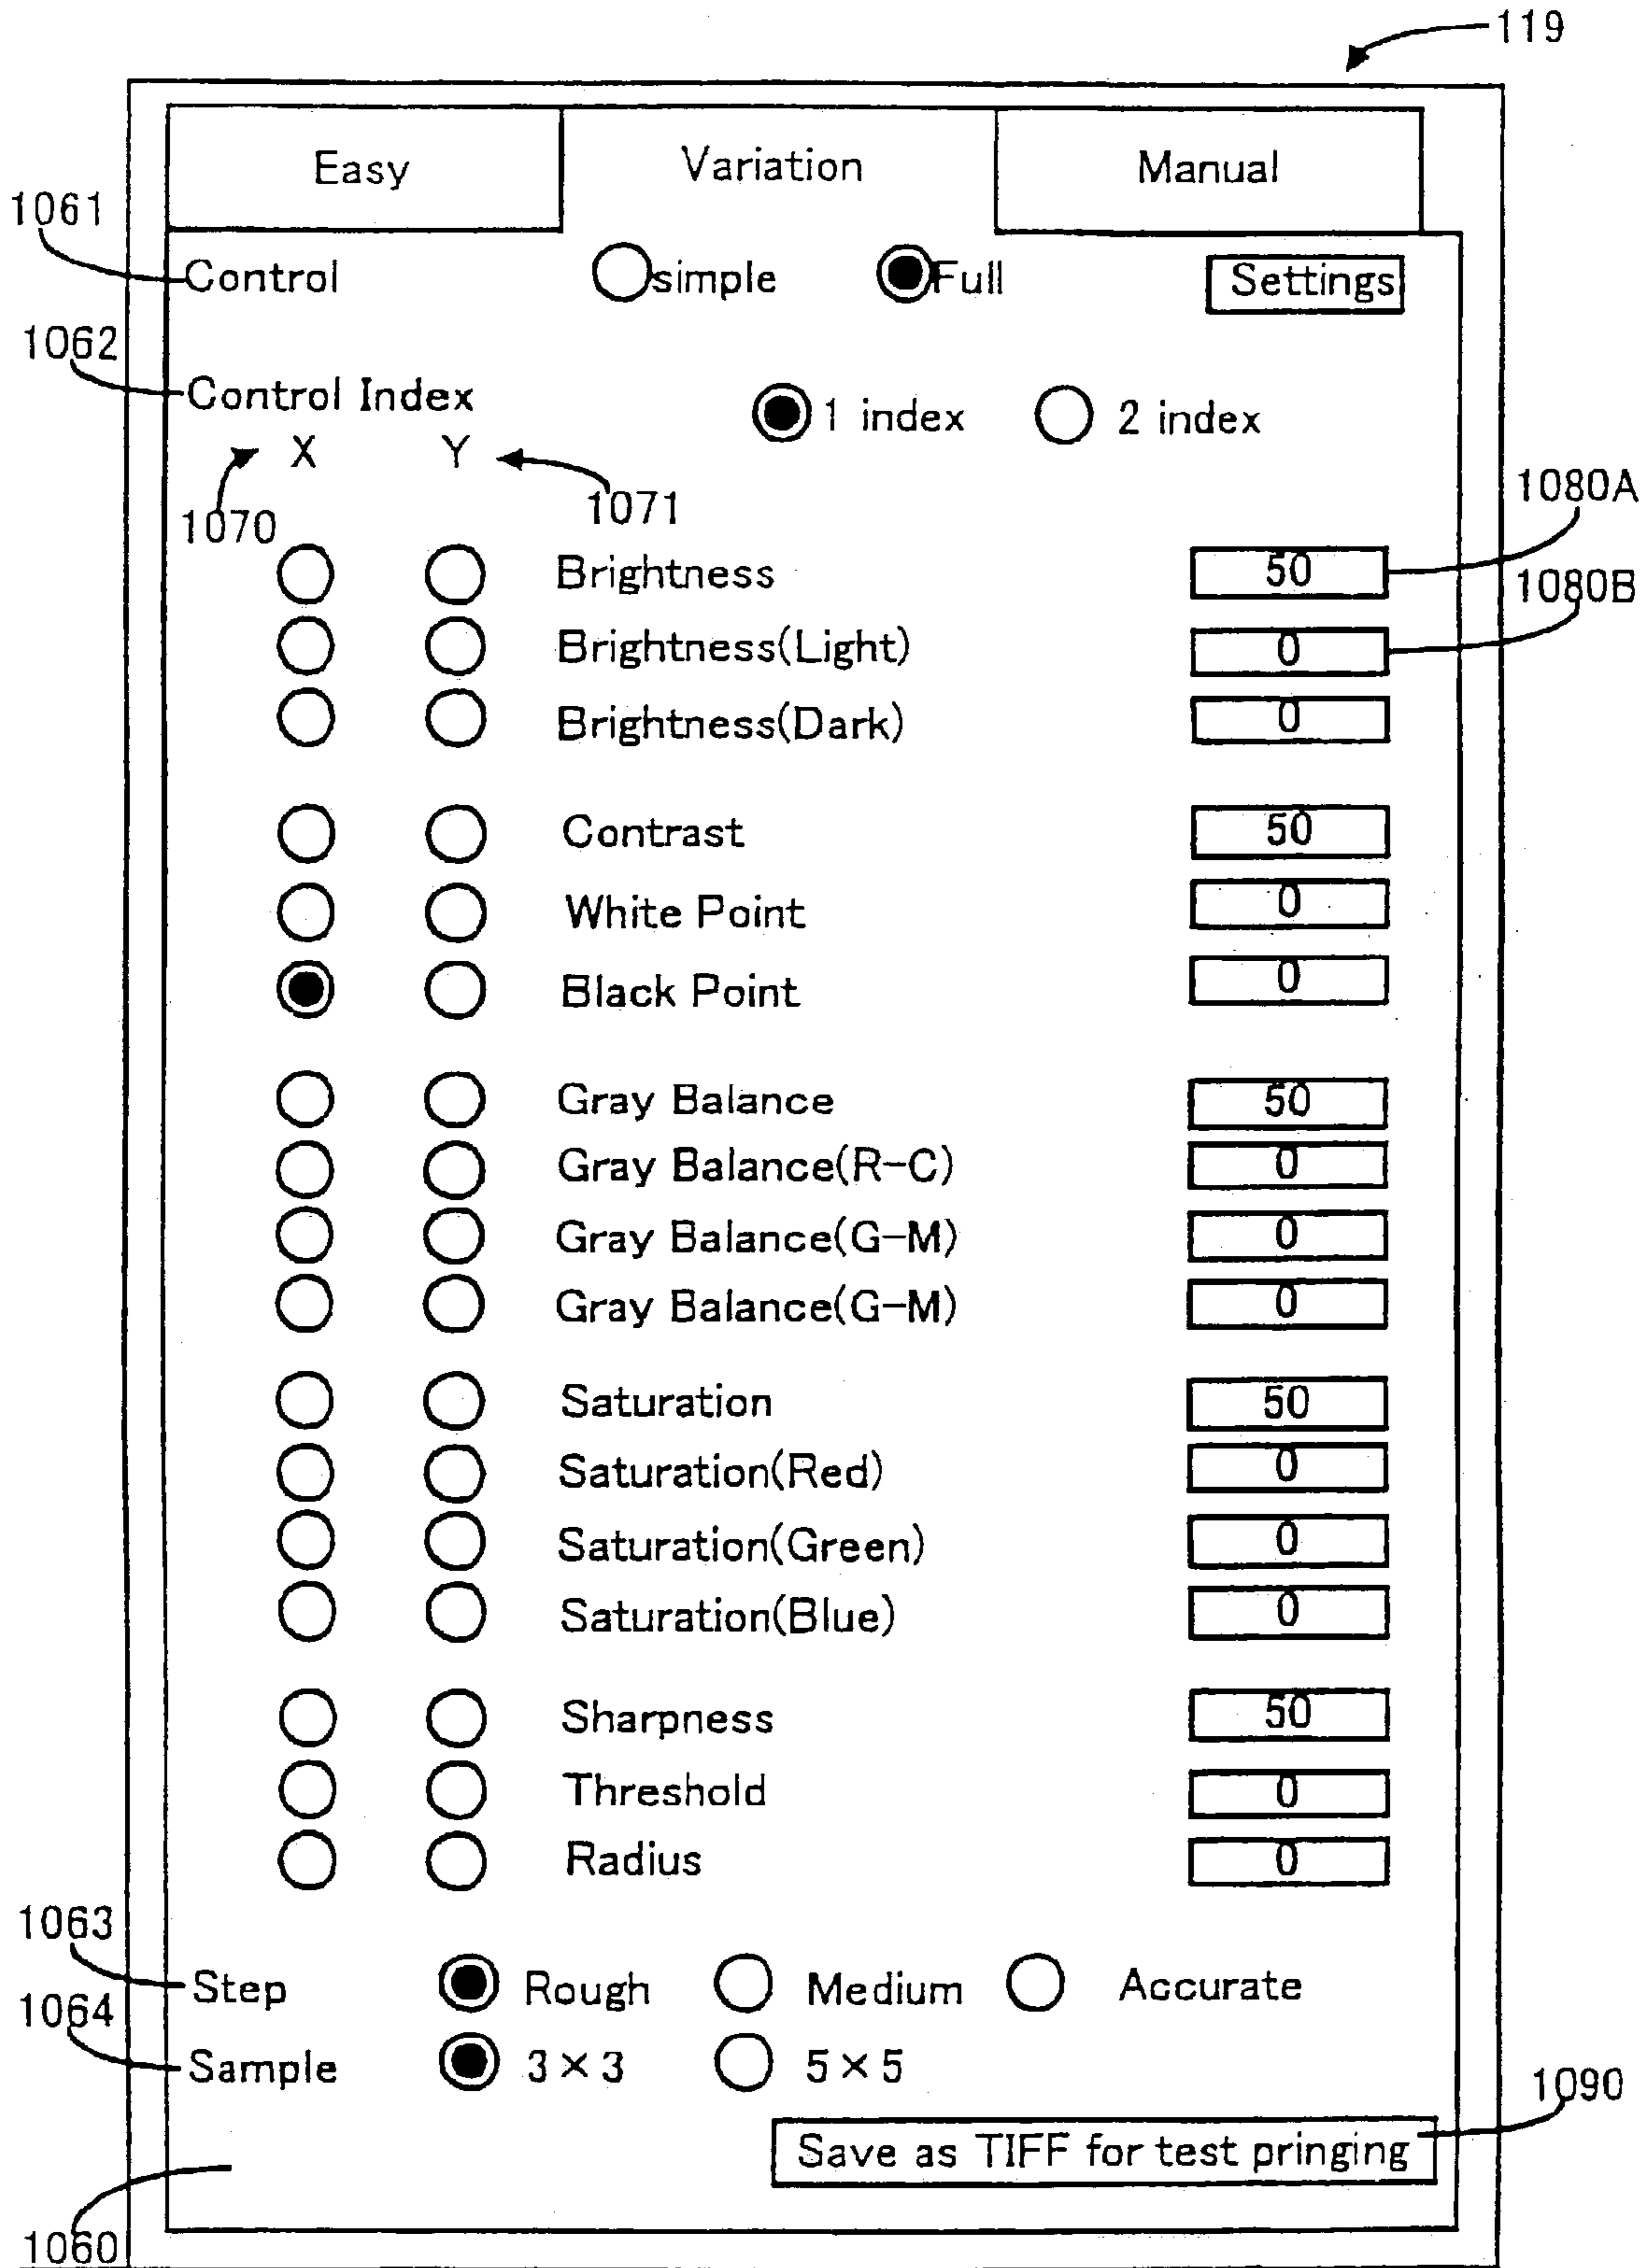 119
Easy Variation Manual
1061
Control simple Full Settings
1062
Control Index 1 index 2 index
X Y
1070 1071
1080A
Brightness 50
1080B
Brightness(Light) 0
Brightness(Dark) 0
Contrast 50
White Point 0
Black Point 0
Gray Balance 50
Gray Balance(R-C) 0
Gray Balance(G-M) 0
Gray Balance(G-M) 0
Saturation 50
Saturation(Red) 0
Saturation(Green) 0
Saturation(Blue) 0
Sharpness 50
Threshold 0
Radius 0
1063
Step Rough Medium Accurate
1064
Sample 3×3 5×5
1090
Save as TIFF for test pringing
1060